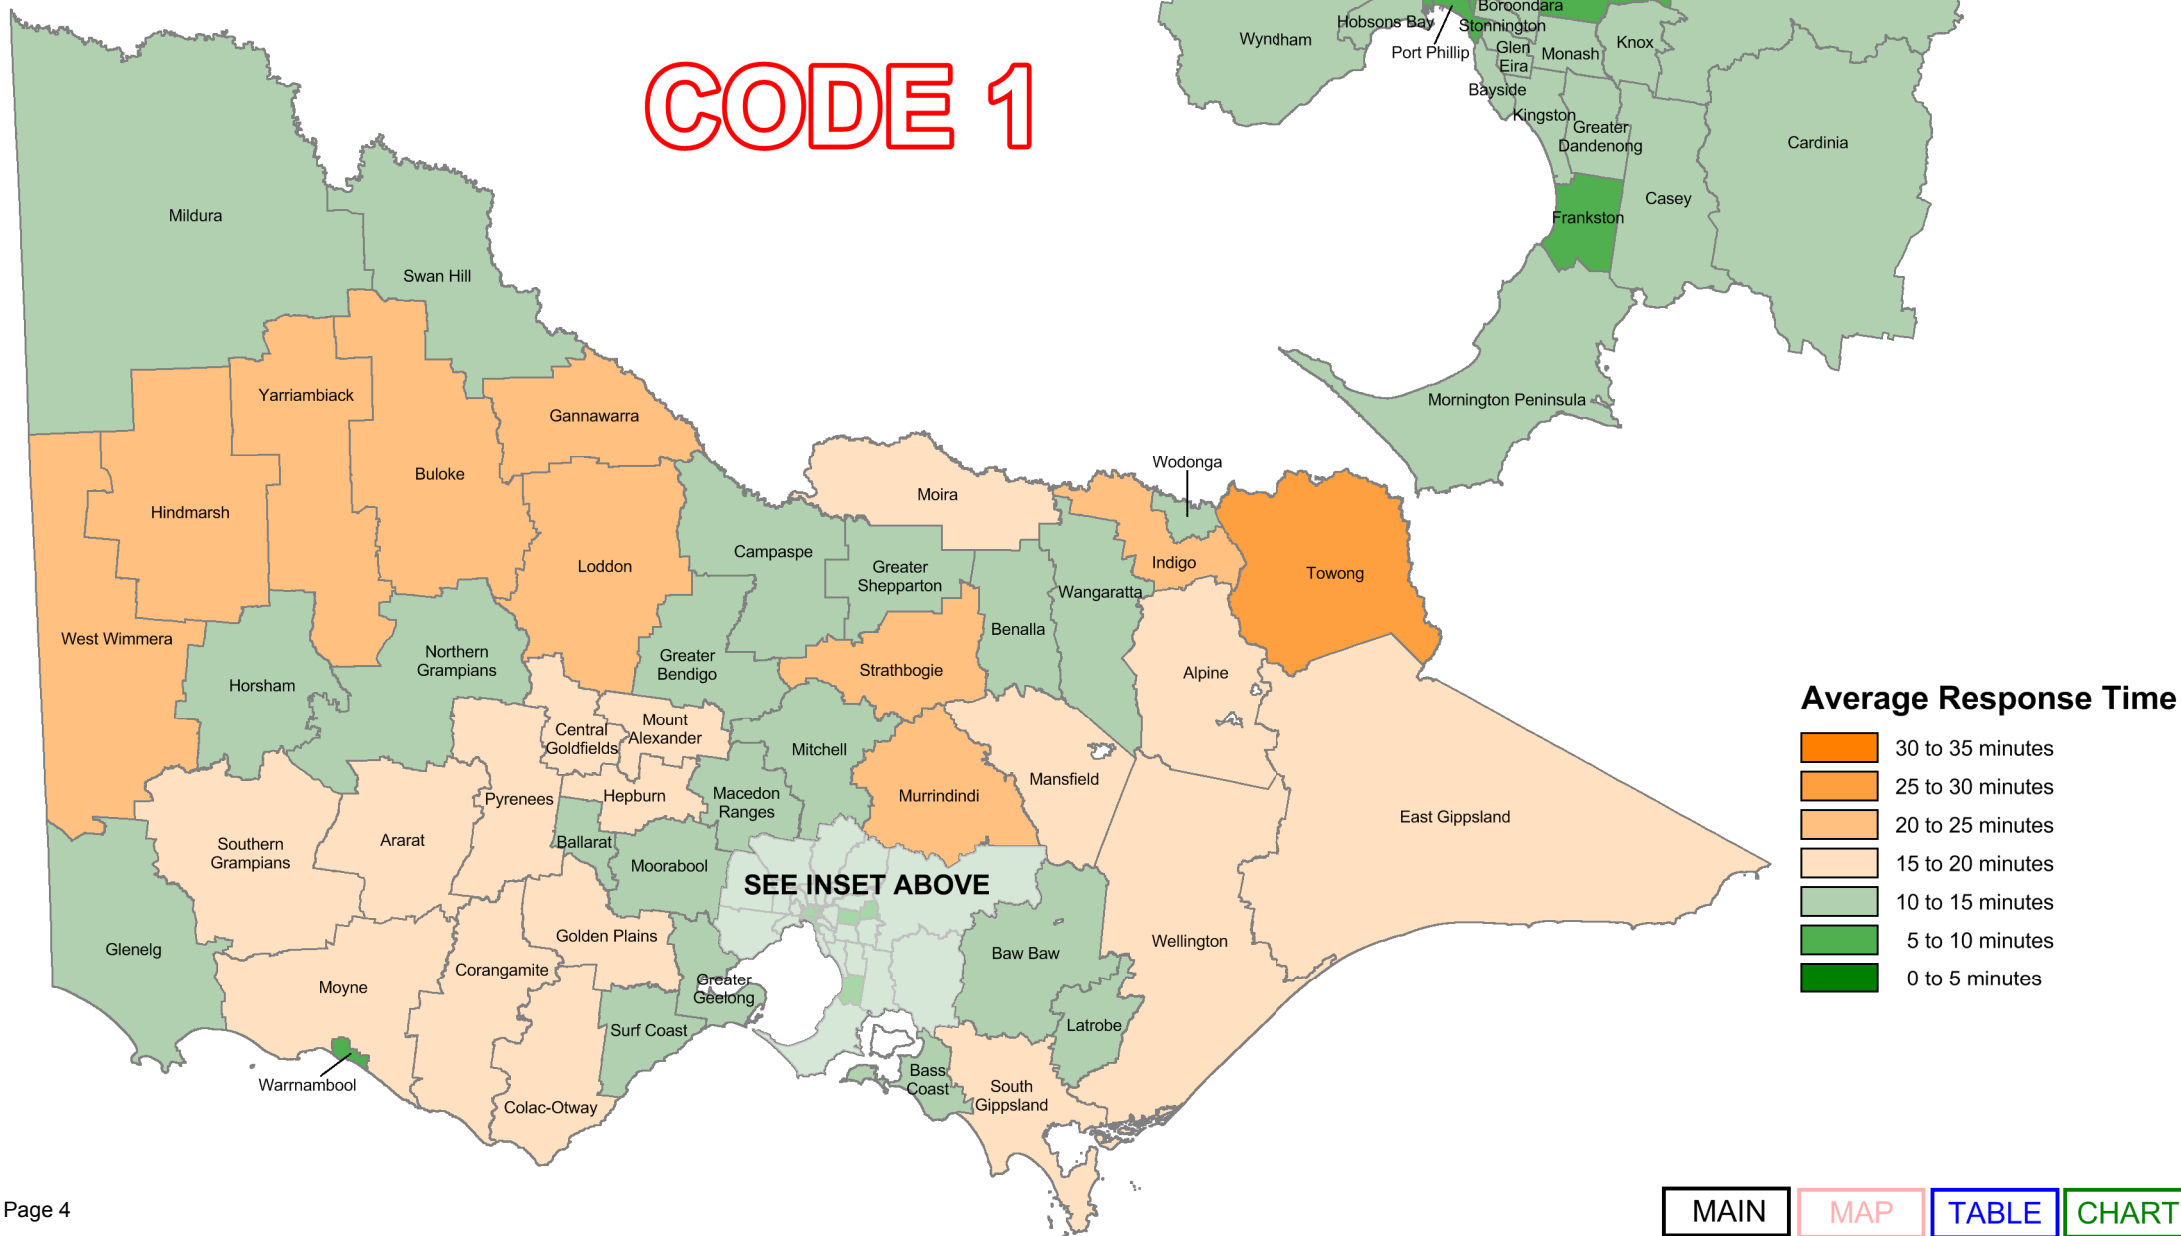 Boroondara
Hobsons Bay
Stonnington
Wyndham
Port Phillip
Glen
Eira
Monash
Knox
Bayside
Kingston
Greater
Dandenong
Cardinia
Casey
Frankston
Mornington Peninsula
CODE 1
Mildura
Swan Hill
Yarriambiack
Gannawarra
Buloke
Hindmarsh
Moira
Wodonga
Loddon
Campaspe
Greater
Shepparton
Indigo
Towong
Wangaratta
West Wimmera
Benalla
Northern
Grampians
Greater
Bendigo
Strathbogie
Alpine
Horsham
Central
Goldfields
Mount
Alexander
Mitchell
Mansfield
Pyrenees
Hepburn
Macedon
Ranges
Murrindindi
East Gippsland
Southern
Grampians
Ararat
Ballarat
Moorabool
SEE INSET ABOVE
Glenelg
Golden Plains
Wellington
Baw Baw
Corangamite
Moyne
Greater
Geelong
Surf Coast
Latrobe
Warrnambool
Bass
Coast
South
Gippsland
Colac-Otway
Average Response Time
30 to 35 minutes
25 to 30 minutes
20 to 25 minutes
15 to 20 minutes
10 to 15 minutes
5 to 10 minutes
0 to 5 minutes
Page 4
MAIN
MAP
TABLE
CHART